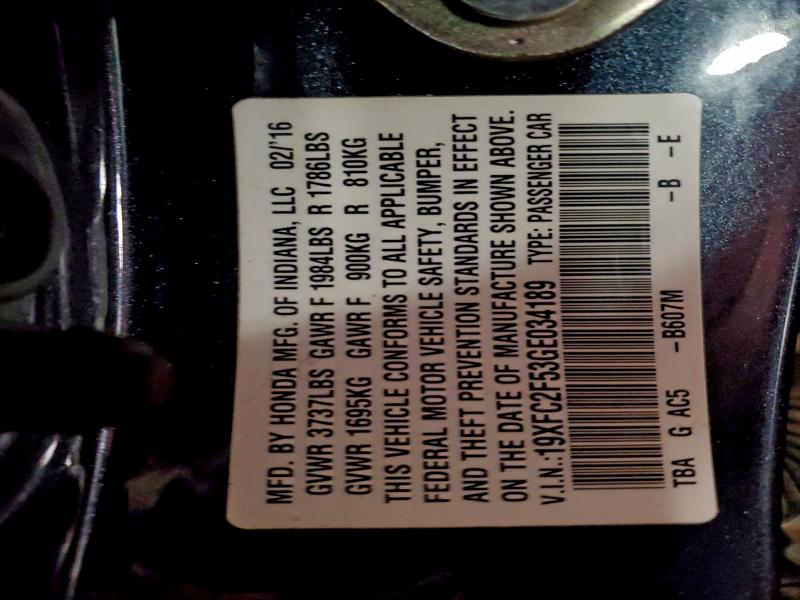 MFD. BY HONDA MFG. OF INDIANA, LLC 02/'16
GVWR 3737LBS GAWR F 1984LBS R 1786LBS
GVWR 1695KG GAWR F 900KG R 810KG
THIS VEHICLE CONFORMS TO ALL APPLICABLE
FEDERAL MOTOR VEHICLE SAFETY, BUMPER,
AND THEFT PREVENTION STANDARDS IN EFFECT
ON THE DATE OF MANUFACTURE SHOWN ABOVE.
V.I.N.:19XFC2F53GE034189 TYPE: PASSENGER CAR
TBA G AC5 -B607M -B -E